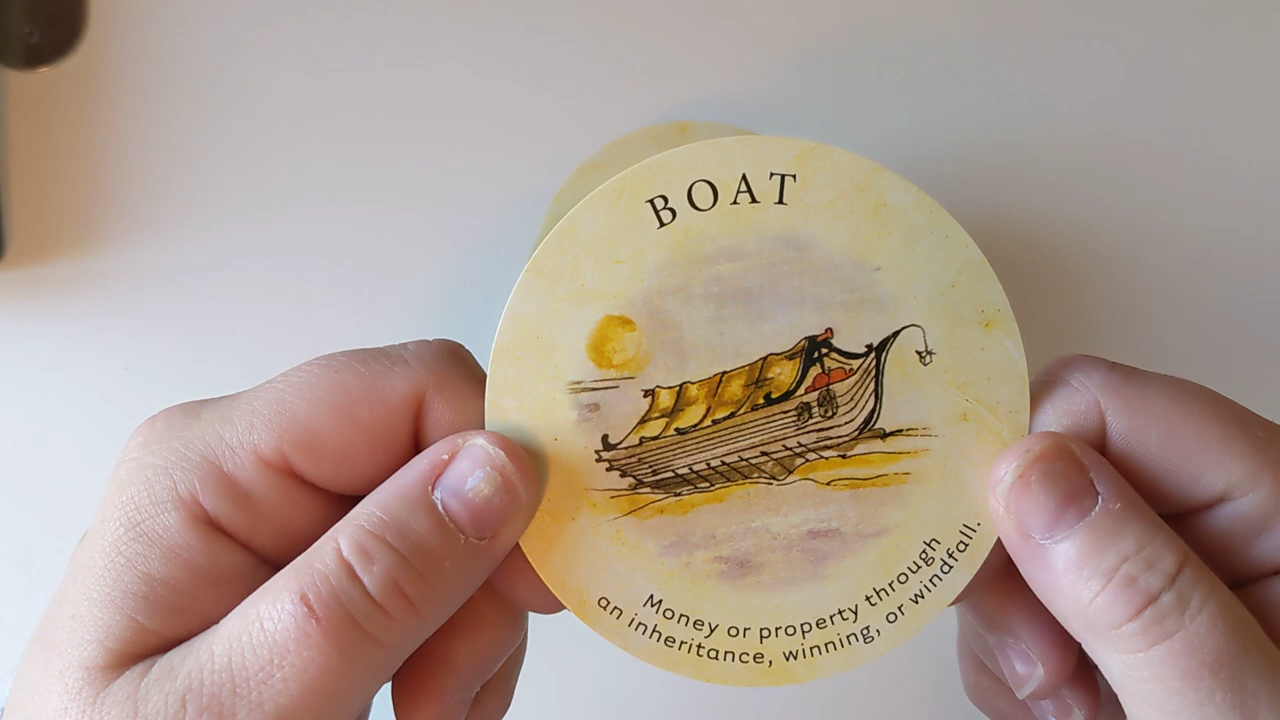 BOAT
Money or property through
an inheritance, winning, or windfall.